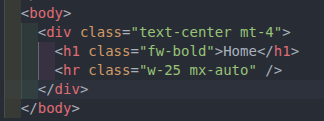 <body>
<div class="text-center mt-4">
<h1 class="fw-bold">Home</h1>
<hr class="w-25 mx-auto" />
</div>
</body>